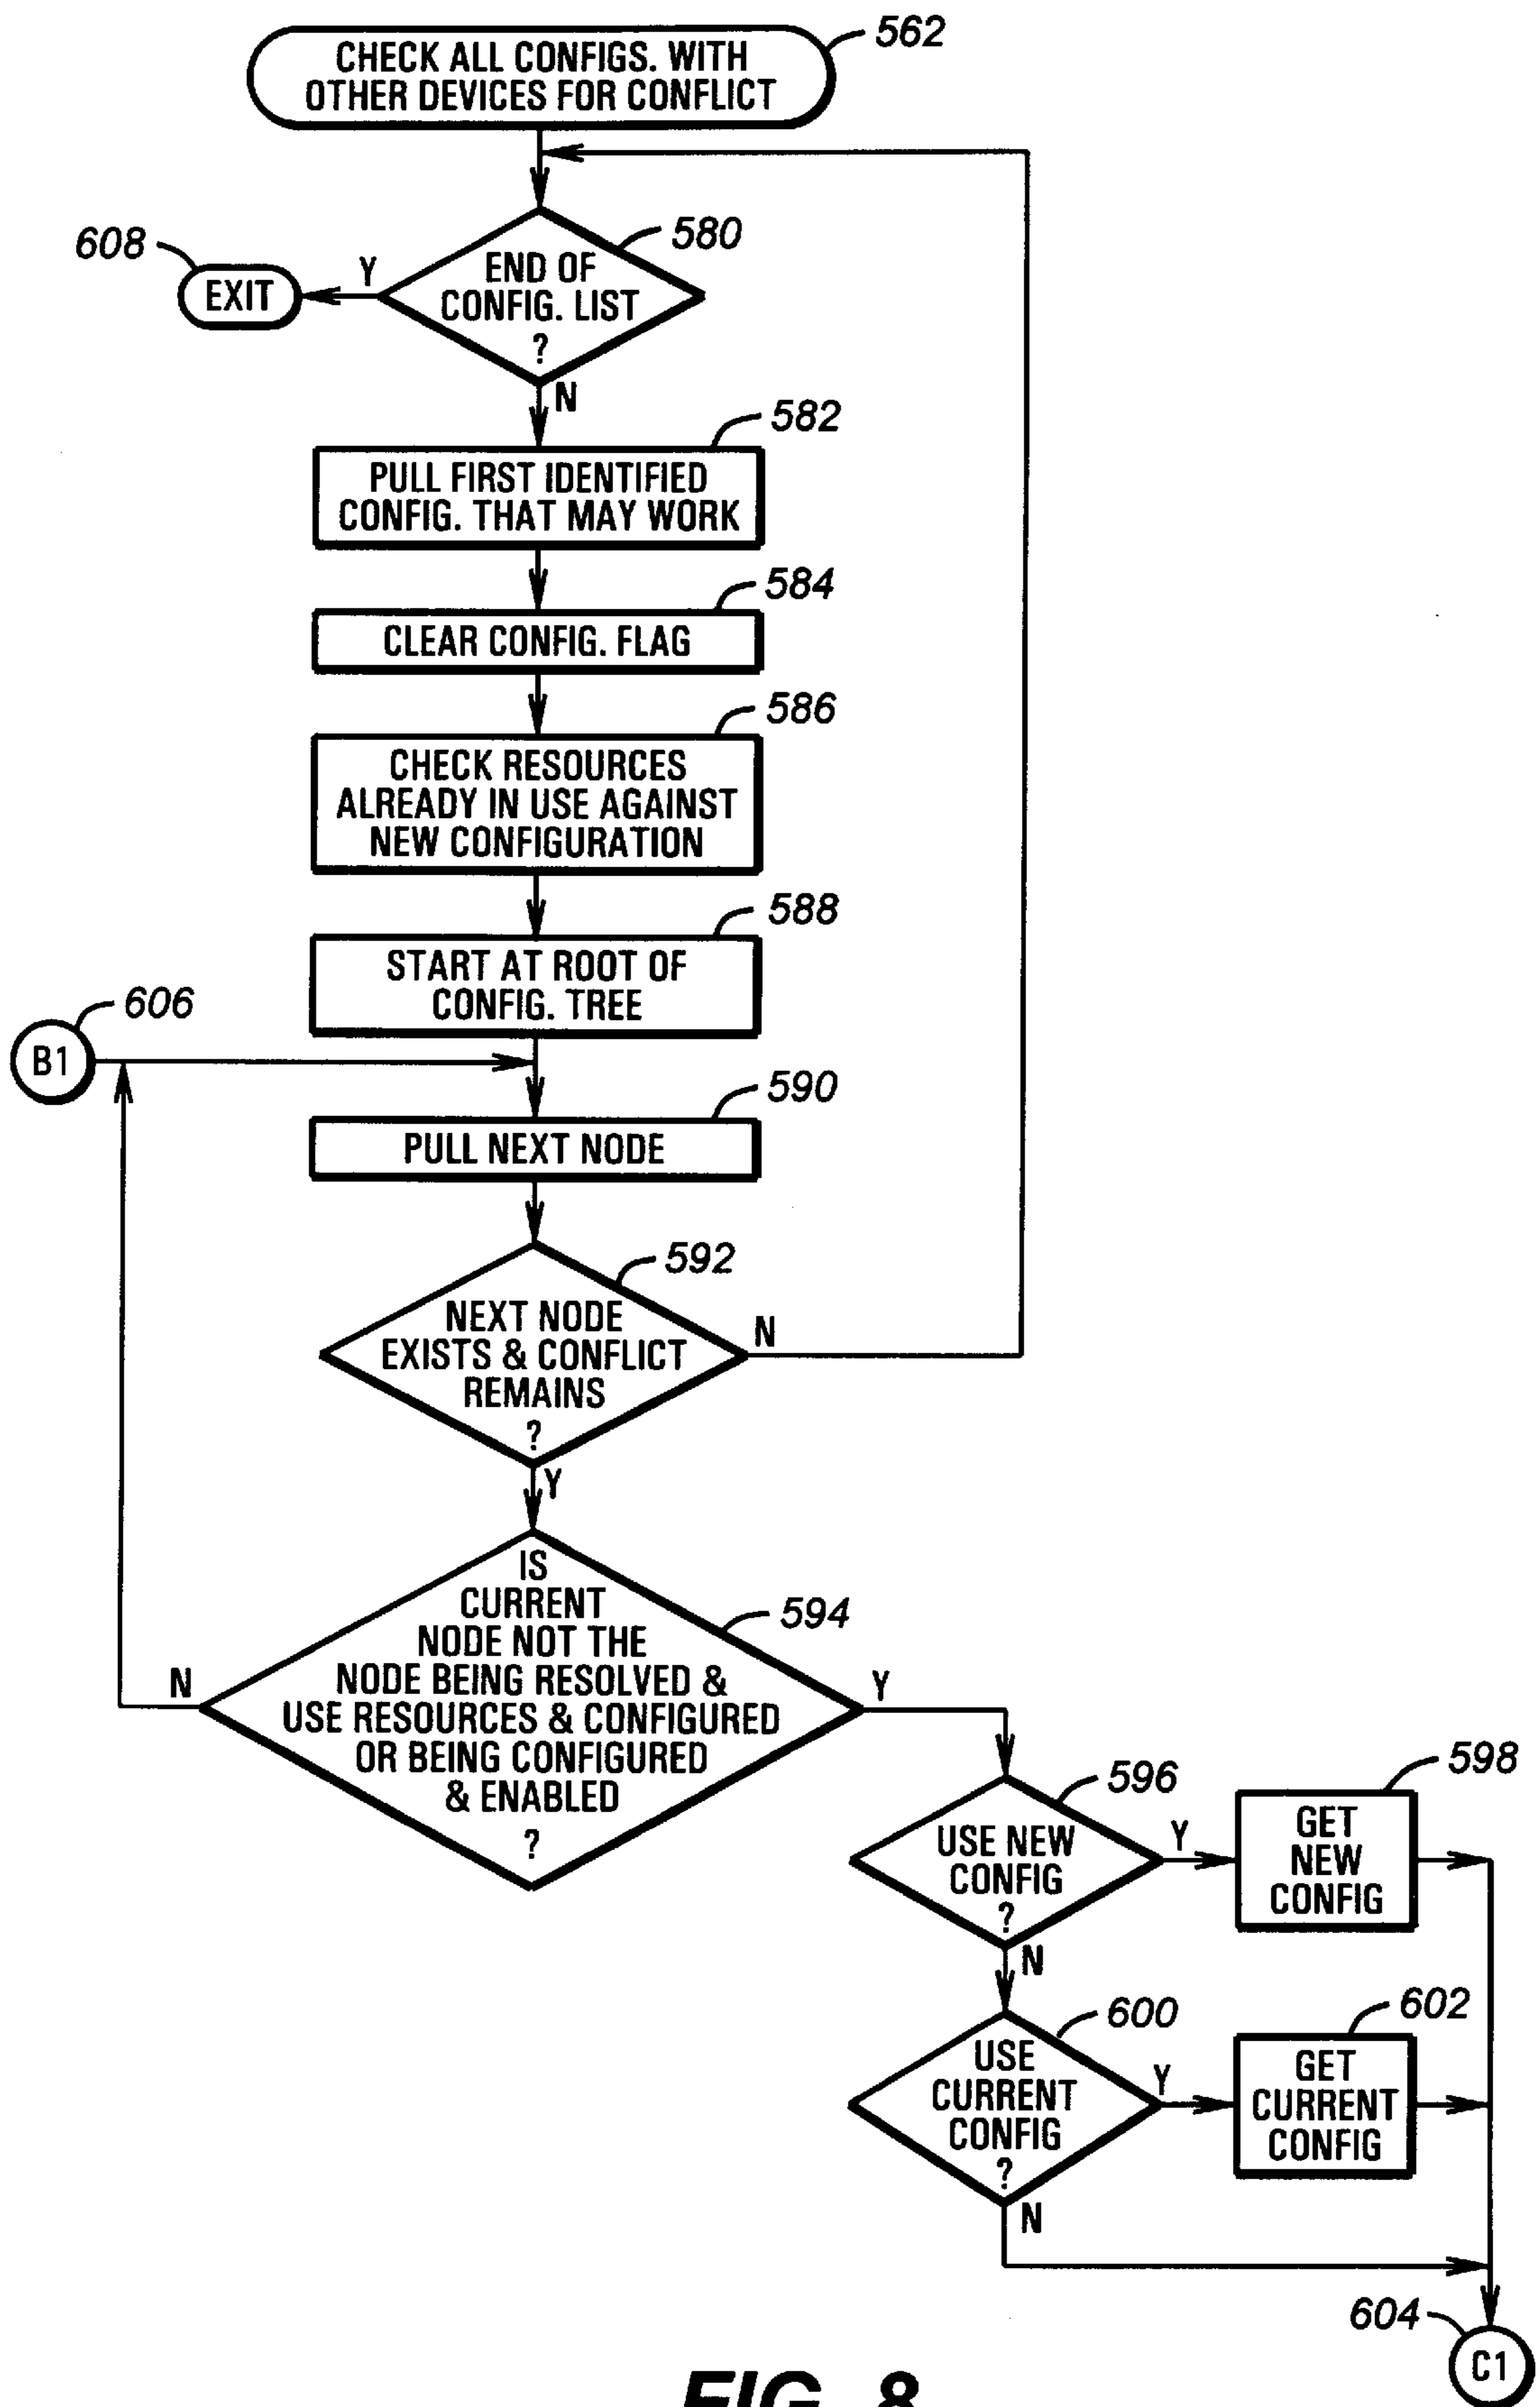 562
CHECK ALL CONFIGS. WITH
OTHER DEVICES FOR CONFLICT
608
EXIT
Y
580
END OF
CONFIG. LIST
?
N
582
PULL FIRST IDENTIFIED
CONFIG. THAT MAY WORK
584
CLEAR CONFIG. FLAG
586
CHECK RESOURCES
ALREADY IN USE AGAINST
NEW CONFIGURATION
588
START AT ROOT OF
CONFIG. TREE
606
B1
590
PULL NEXT NODE
592
NEXT NODE
EXISTS & CONFLICT
REMAINS
?
N
Y
594
IS
CURRENT
NODE NOT THE
NODE BEING RESOLVED &
USE RESOURCES & CONFIGURED
OR BEING CONFIGURED
& ENABLED
?
N
Y
596
USE NEW
CONFIG
?
Y
598
GET
NEW
CONFIG
N
600
USE
CURRENT
CONFIG
?
Y
602
GET
CURRENT
CONFIG
N
604
C1
FIG. 8